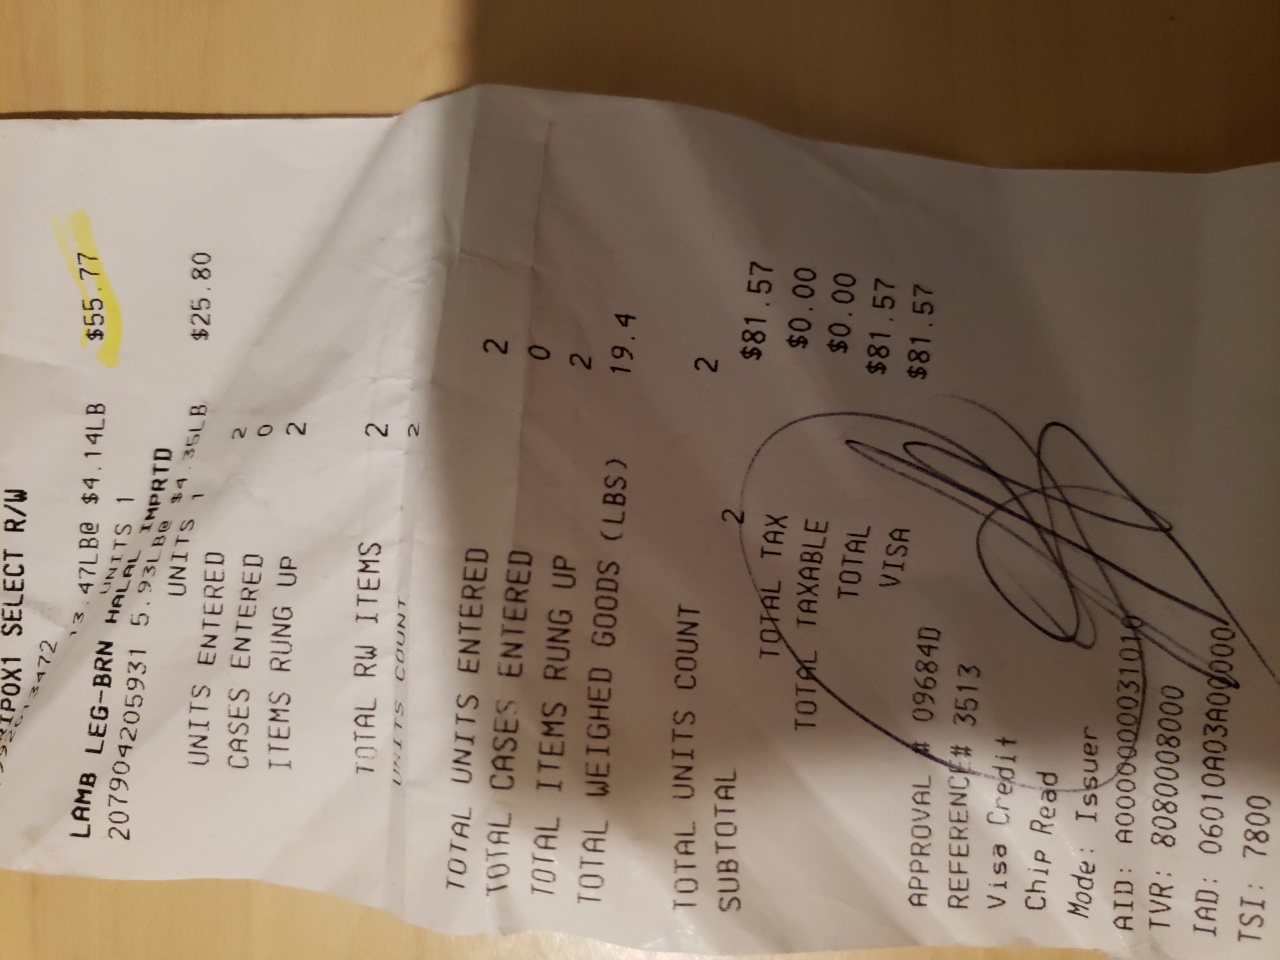 SELECT R/W
13.47LB@ $4.14LB $55.77
UNITS 1
LAMB LEG-BRN HALAL IMPRTD
207904205931 5.93LB@ $4.35LB $25.80
UNITS 1
UNITS ENTERED 2
CASES ENTERED 0
ITEMS RUNG UP 2
TOTAL RW ITEMS 2
UNITS COUNT 2
TOTAL UNITS ENTERED 2
TOTAL CASES ENTERED 0
TOTAL ITEMS RUNG UP 2
TOTAL WEIGHED GOODS (LBS) 19.4
TOTAL UNITS COUNT 2
SUBTOTAL 2 $81.57
TOTAL TAX $0.00
TOTAL TAXABLE $0.00
TOTAL $81.57
VISA $81.57
APPROVAL # 09684D
REFERENCE# 3513
Visa Credit
Chip Read
Mode: Issuer
AID: A0000000031010
TVR: 8080008000
IAD: 06010A03A00000
TSI: 7800